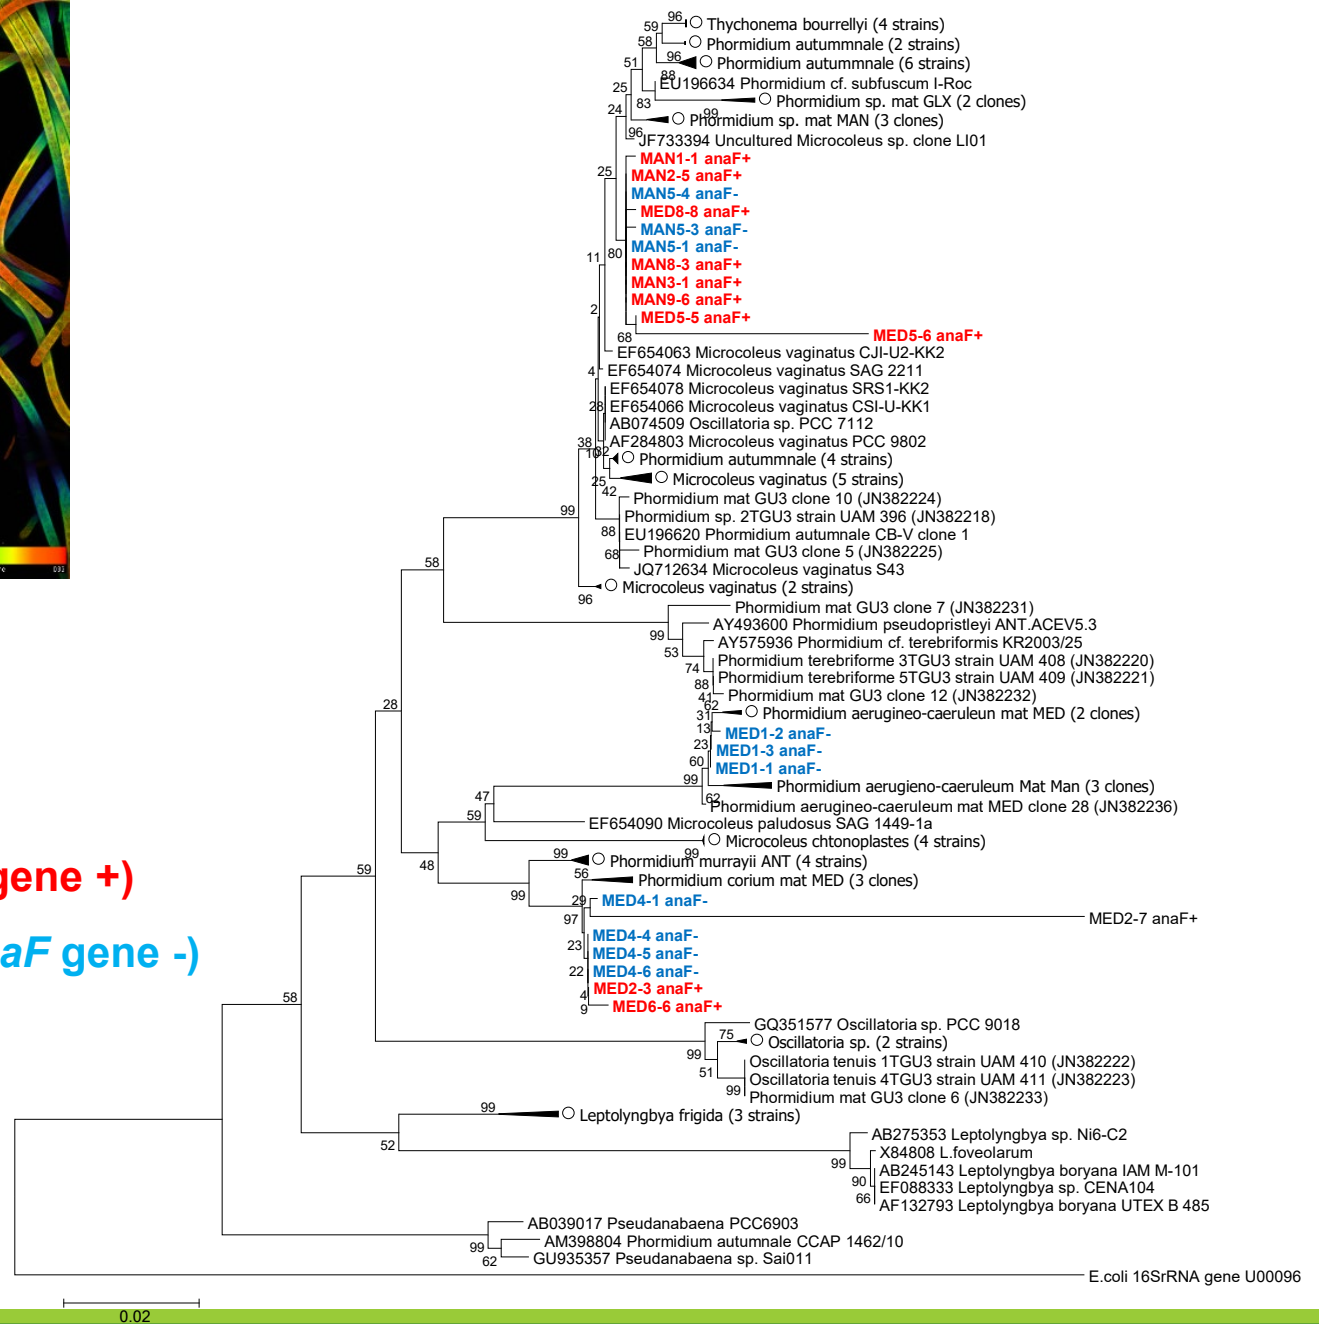 96
Thychonema bourrellyi (4 strains)
59
Phormidium autummnale (2 strains)
58
96
Phormidium autummnale (6 strains)
51
88
EU196634 Phormidium cf. subfuscum I-Roc
25
83
Phormidium sp. mat GLX (2 clones)
99
24
Phormidium sp. mat MAN (3 clones)
96
JF733394 Uncultured Microcoleus sp. clone LI01
MAN1-1 anaF+
25
MAN2-5 anaF+
MAN5-4 anaF-
MED8-8 anaF+
MAN5-3 anaF-
80
MAN5-1 anaF-
11
MAN8-3 anaF+
MAN3-1 anaF+
MAN9-6 anaF+
2
MED5-5 anaF+
68
MED5-6 anaF+
EF654063 Microcoleus vaginatus CJI-U2-KK2
4
EF654074 Microcoleus vaginatus SAG 2211
EF654078 Microcoleus vaginatus SRS1-KK2
28
EF654066 Microcoleus vaginatus CSI-U-KK1
AB074509 Oscillatoria sp. PCC 7112
38
AF284803 Microcoleus vaginatus PCC 9802
Phormidium autummnale (4 strains)
25
Microcoleus vaginatus (5 strains)
42
Phormidium mat GU3 clone 10 (JN382224)
99
Phormidium sp. 2TGU3 strain UAM 396 (JN382218)
88
EU196620 Phormidium autumnale CB-V clone 1
68
Phormidium mat GU3 clone 5 (JN382225)
58
JQ712634 Microcoleus vaginatus S43
Microcoleus vaginatus (2 strains)
96
Phormidium mat GU3 clone 7 (JN382231)
AY493600 Phormidium pseudopristleyi ANT.ACEV5.3
99
AY575936 Phormidium cf. terebriformis KR2003/25
53
Phormidium terebriforme 3TGU3 strain UAM 408 (JN382220)
74
Phormidium terebriforme 5TGU3 strain UAM 409 (JN382221)
88
Phormidium mat GU3 clone 12 (JN382232)
41
62
28
31
Phormidium aerugineo-caeruleun mat MED (2 clones)
13
MED1-2 anaF-
23
MED1-3 anaF-
60
MED1-1 anaF-
99
Phormidium aerugieno-caeruleum Mat Man (3 clones)
47
62
Phormidium aerugineo-caeruleum mat MED clone 28 (JN382236)
59
EF654090 Microcoleus paludosus SAG 1449-1a
Microcoleus chtonoplastes (4 strains)
99
48
99
Phormidium murrayii ANT (4 strains)
gene +)
59
56
Phormidium corium mat MED (3 clones)
99
29
MED4-1 anaF-
97
MED2-7 anaF+
MED4-4 anaF-
23
aF gene -)
MED4-5 anaF-
22
MED4-6 anaF-
MED2-3 anaF+
4
58
9
MED6-6 anaF+
GQ351577 Oscillatoria sp. PCC 9018
75
Oscillatoria sp. (2 strains)
99
Oscillatoria tenuis 1TGU3 strain UAM 410 (JN382222)
51
Oscillatoria tenuis 4TGU3 strain UAM 411 (JN382223)
99
Phormidium mat GU3 clone 6 (JN382233)
99
Leptolyngbya frigida (3 strains)
AB275353 Leptolyngbya sp. Ni6-C2
52
X84808 L.foveolarum
99
AB245143 Leptolyngbya boryana IAM M-101
90
EF088333 Leptolyngbya sp. CENA104
66
AF132793 Leptolyngbya boryana UTEX B 485
AB039017 Pseudanabaena PCC6903
AM398804 Phormidium autumnale CCAP 1462/10
99
GU935357 Pseudanabaena sp. Sai011
62
E.coli 16SrRNA gene U00096
0.02